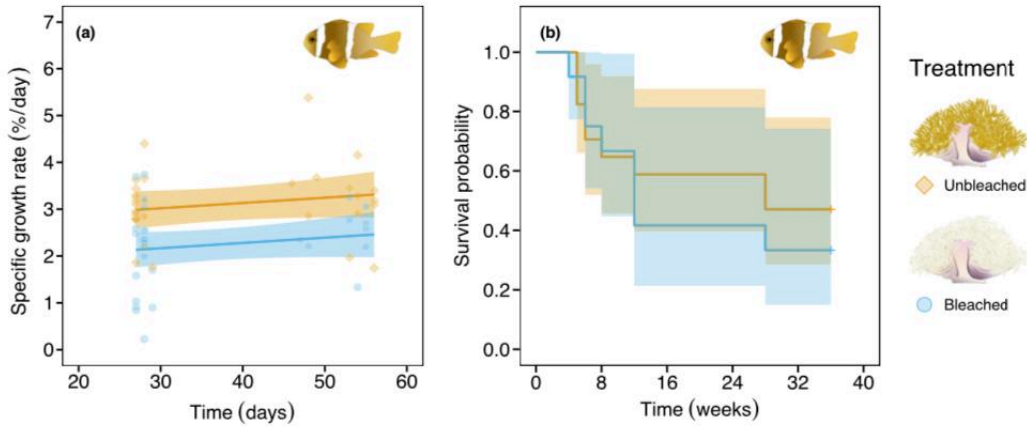 (a)
7
6
5
4
3
2
1
0
Specific growth rate (%/day)
20 30 40 50 60
Time (days)
(b)
1.0
0.8
0.6
0.4
0.2
0.0
Survival probability
0 8 16 24 32 40
Time (weeks)
Treatment
Unbleached
Bleached